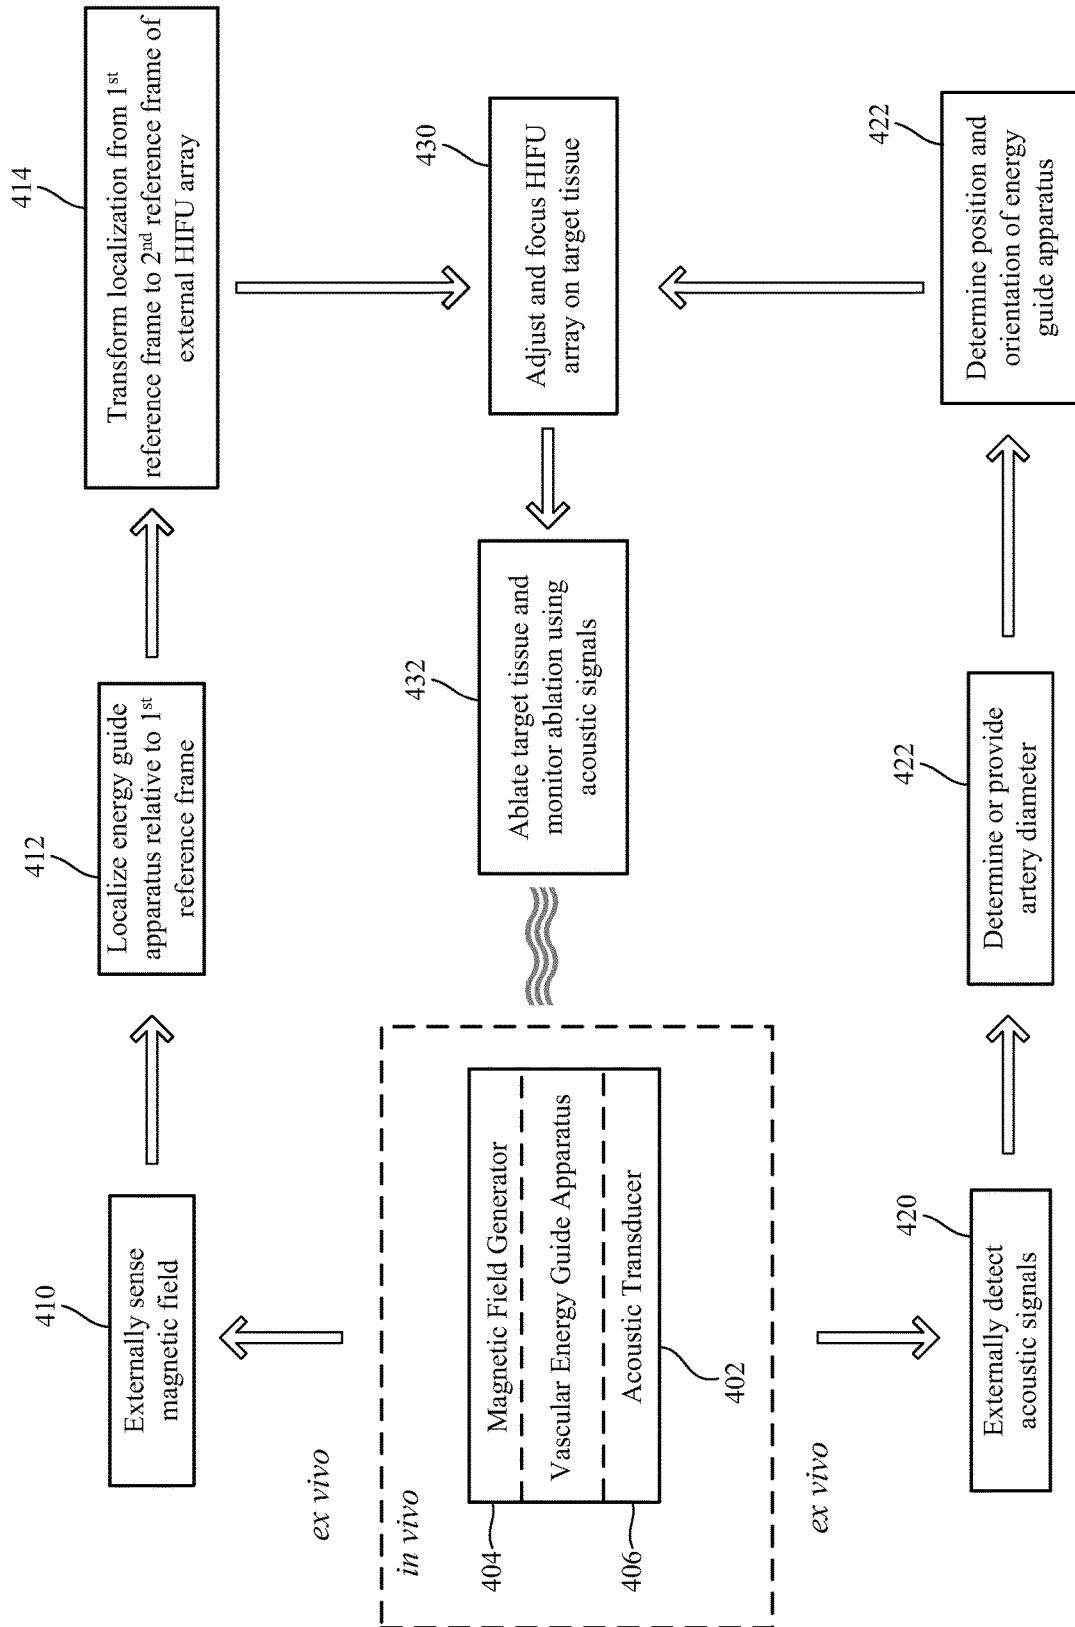 410
Externally sense
magnetic field
412
Localize energy guide
apparatus relative to 1st
reference frame
414
Transform localization from 1st
reference frame to 2nd reference frame of
external HIFU array
ex vivo
in vivo
404
Magnetic Field Generator
Vascular Energy Guide Apparatus
406
Acoustic Transducer
402
432
Ablate target tissue and
monitor ablation using
acoustic signals
430
Adjust and focus HIFU
array on target tissue
ex vivo
420
Externally detect
acoustic signals
422
Determine or provide
artery diameter
422
Determine position and
orientation of energy
guide apparatus